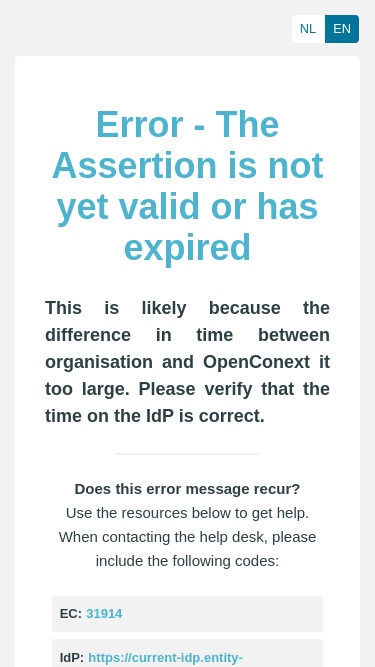 NL EN
Error - The
Assertion is not
yet valid or has
expired
This is likely because the
difference in time between
organisation and OpenConext it
too large. Please verify that the
time on the IdP is correct.
Does this error message recur?
Use the resources below to get help.
When contacting the help desk, please
include the following codes:
EC: 31914
IdP: https://current-idp.entity-